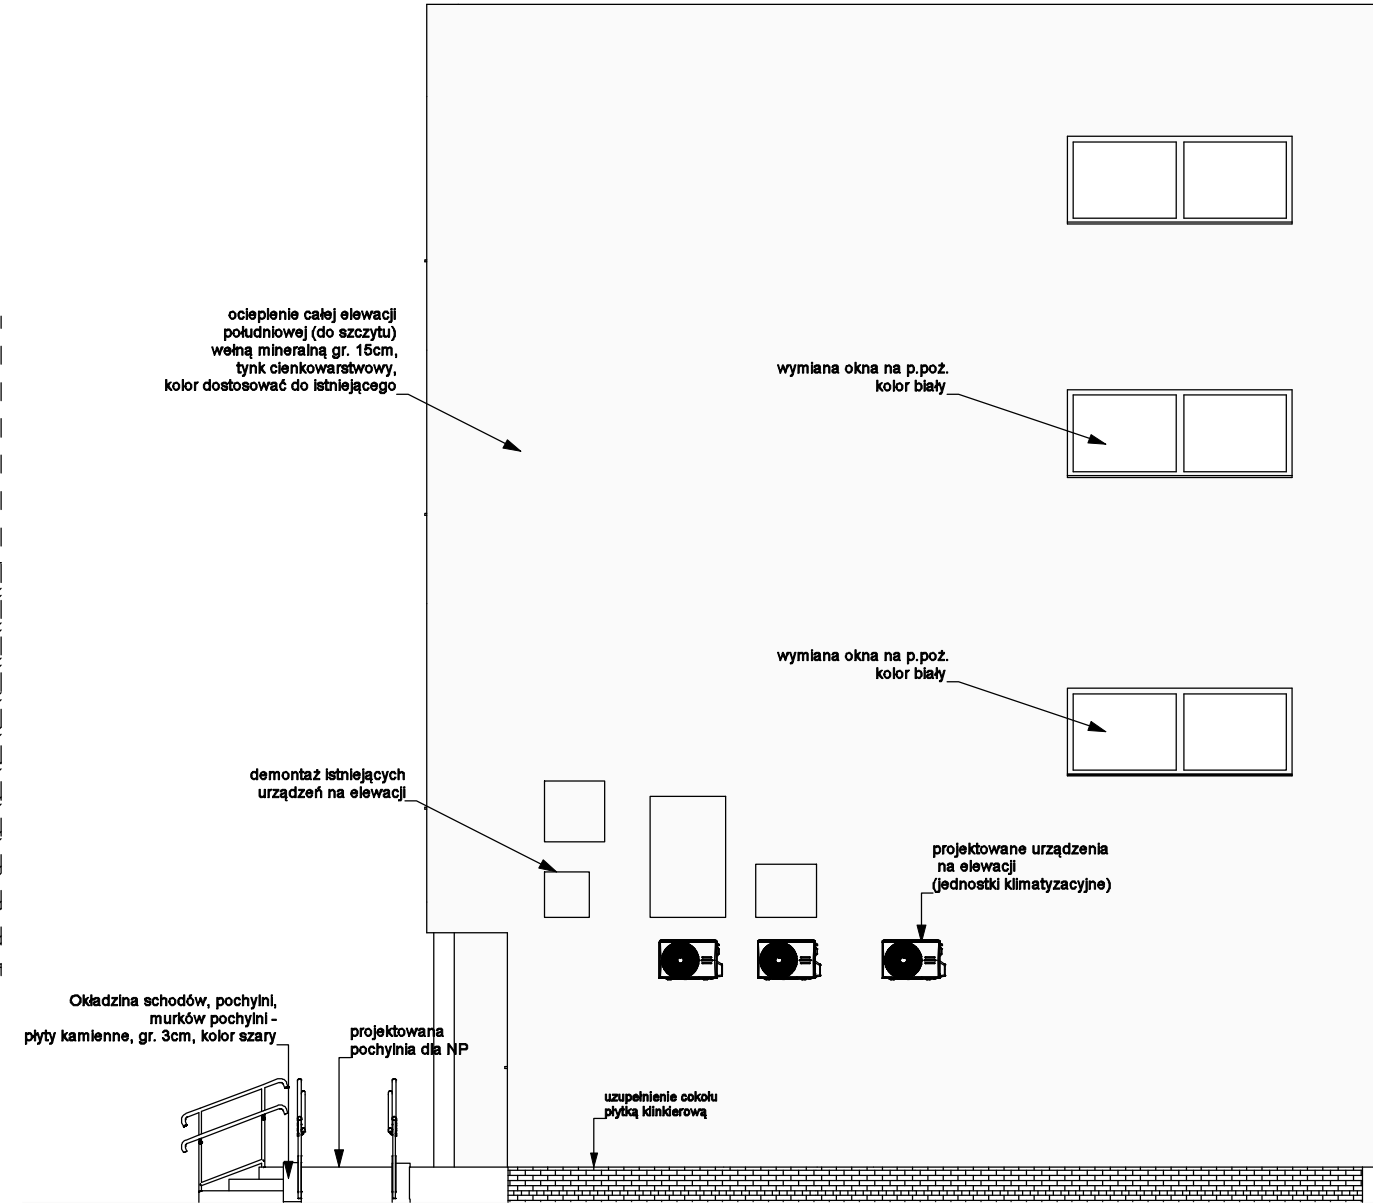 ocieplenie całej elewacji
południowej (do szczytu)
wełną mineralną gr. 15cm,
tynk cienkowarstwowy,
kolor dostosować do istniejącego
wymiana okna na p.poż.
kolor biały
wymiana okna na p.poż.
kolor biały
demontaż istniejących
urządzeń na elewacji
projektowane urządzenia
na elewacji
(jednostki klimatyzacyjne)
Okładzina schodów, pochylni,
murków pochylni -
płyty kamienne, gr. 3cm, kolor szary
projektowana
pochylnia dla NP
uzupełnienie cokołu
płytką klinkierową